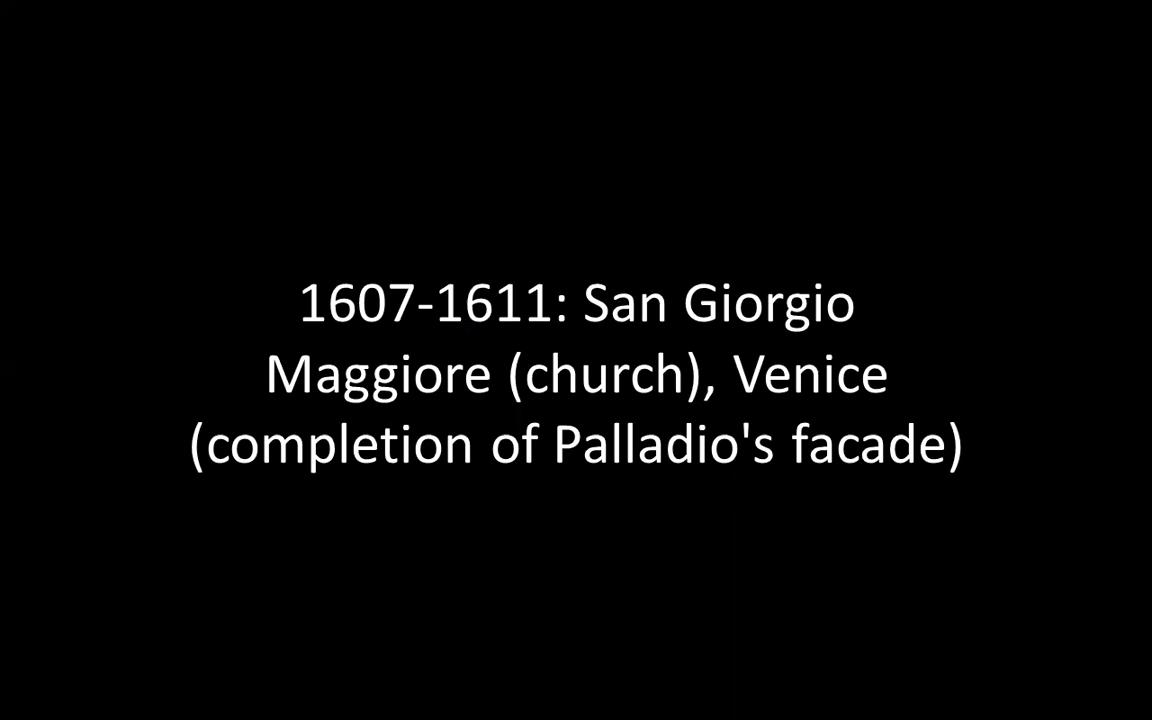 1607-1611: San Giorgio
Maggiore (church), Venice
(completion of Palladio's facade)